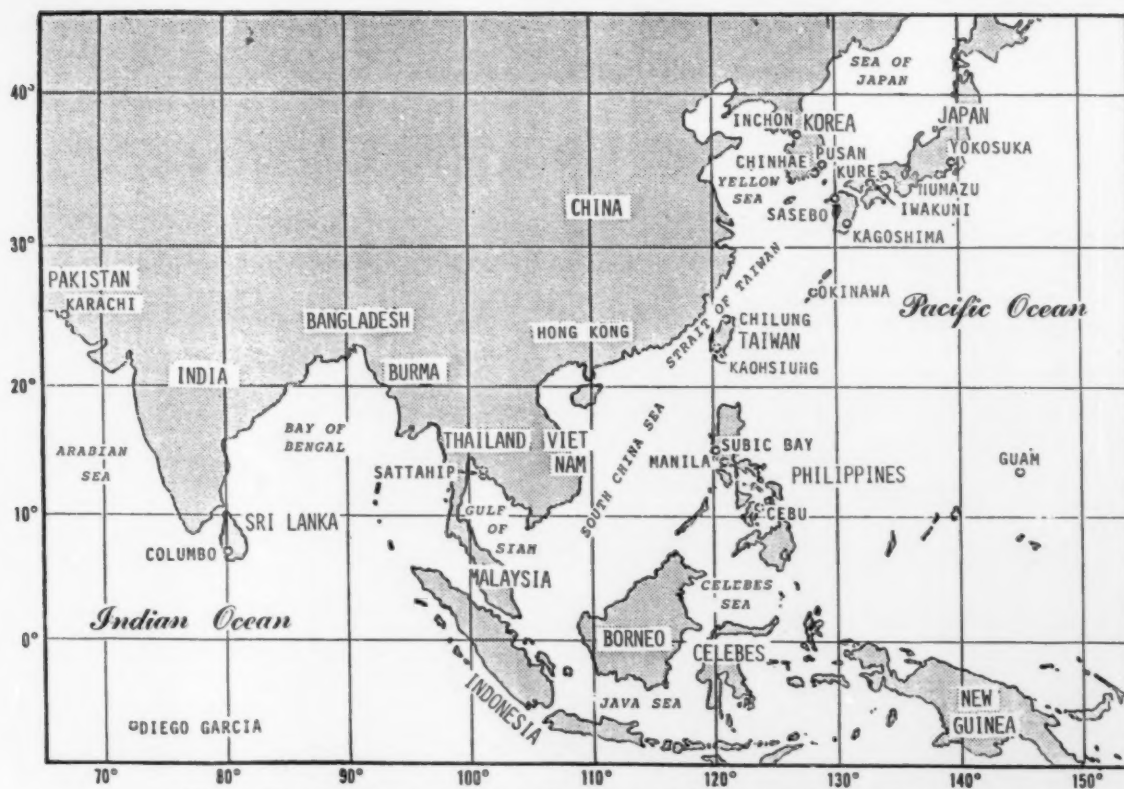 SEA OF
JAPAN
40°
INCHON
KOREA
JAPAN
PUSAN
YOKOSUKA
CHINHAE
KURE
YELLOW
SEA
NUMAZU
SASEBO
IWAKUNI
CHINA
KAGOSHIMA
30°
STRAIT OF TAIWAN
PAKISTAN
KARACHI
OKINAWA
Pacific Ocean
BANGLADESH
HONG KONG
CHILUNG
TAIWAN
KAOHSIUNG
INDIA
BURMA
20°
BAY OF
BENGAL
THAILAND
VIET
NAM
SOUTH CHINA SEA
SUBIC BAY
MANILA
ARABIAN
SEA
SATTAHIP
PHILIPPINES
GUAM
GULF
OF
SIAM
CEBU
10°
SRI LANKA
COLUMBO
MALAYSIA
CELEBES
SEA
Indian Ocean
0°
BORNEO
CELEBES
INDONESIA
JAVA SEA
NEW
GUINEA
DIEGO GARCIA
70°
80°
90°
100°
110°
120°
130°
140°
150°